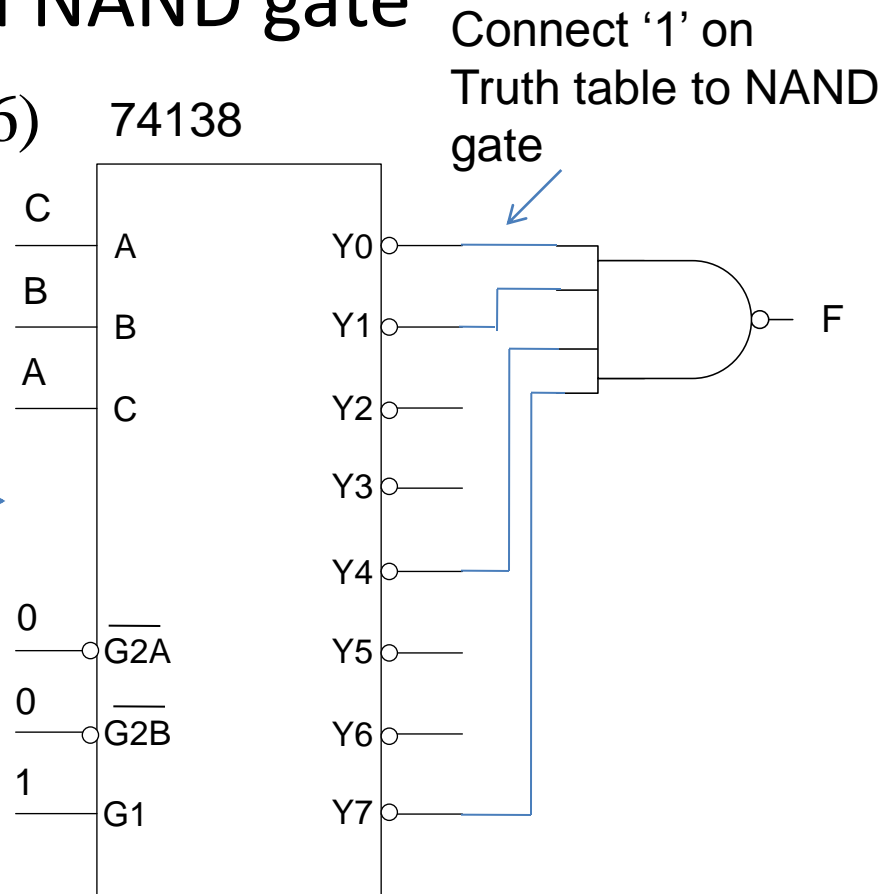 NAND gate
Connect ‘1’ on
Truth table to NAND
gate
6)
74138
C
A
Y0
B
B
Y1
F
A
C
Y2
Y3
Y4
0
G2A
Y5
0
G2B
Y6
1
G1
Y7